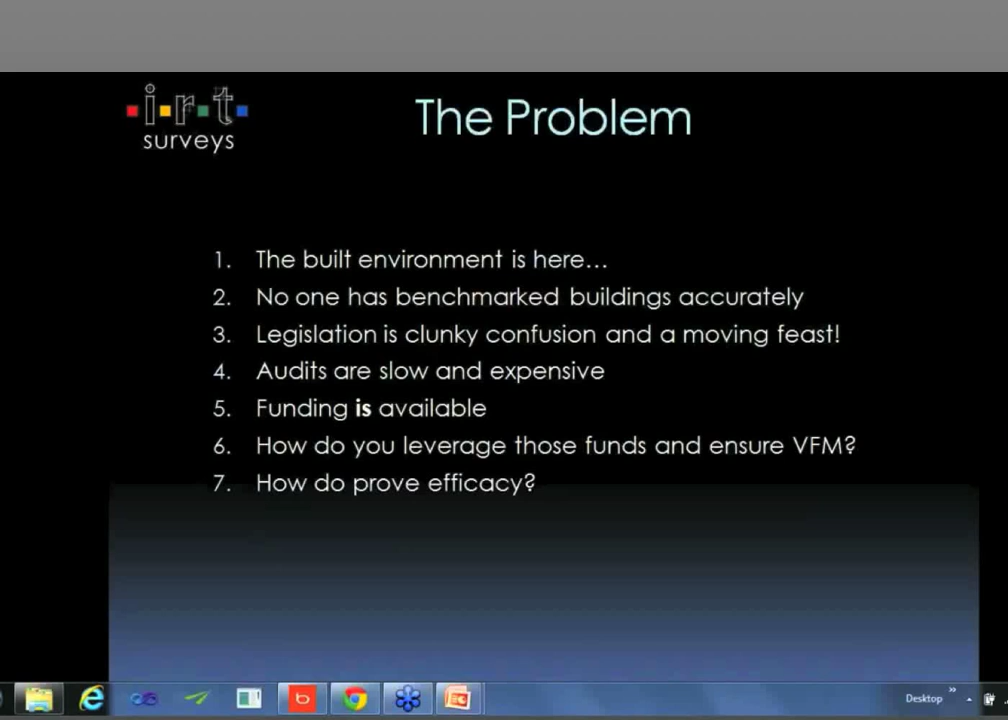 i.r.t
surveys
The Problem
1. The built environment is here...
2. No one has benchmarked buildings accurately
3. Legislation is clunky confusion and a moving feast!
4. Audits are slow and expensive
5. Funding is available
6. How do you leverage those funds and ensure VFM?
7. How do prove efficacy?
Desktop